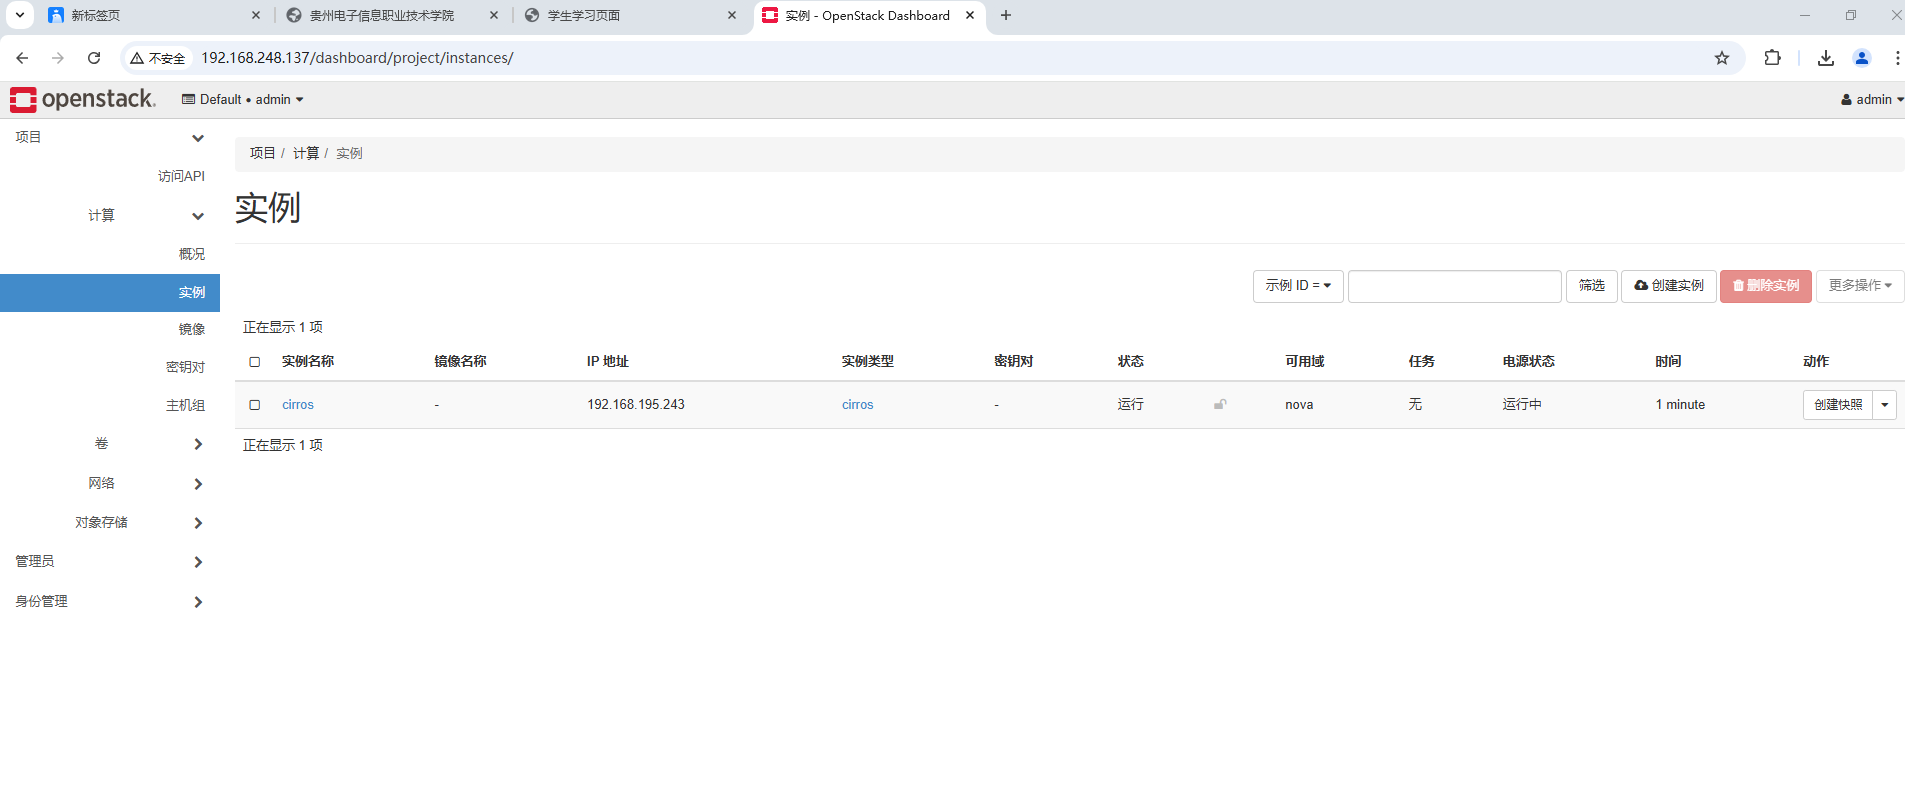 新标签页
贵州电子信息职业技术学院
学生学习页面
实例 - OpenStack Dashboard
不安全
192.168.248.137/dashboard/project/instances/
openstack.
Default • admin
admin
项目
访问API
计算
概况
实例
镜像
密钥对
主机组
卷
网络
对象存储
管理员
身份管理
项目 / 计算 / 实例
实例
示例 ID =
筛选
创建实例
删除实例
更多操作
正在显示 1 项
实例名称 镜像名称 IP 地址 实例类型 密钥对 状态 可用域 任务 电源状态 时间 动作
cirros - 192.168.195.243 cirros - 运行 nova 无 运行中 1 minute 创建快照
正在显示 1 项